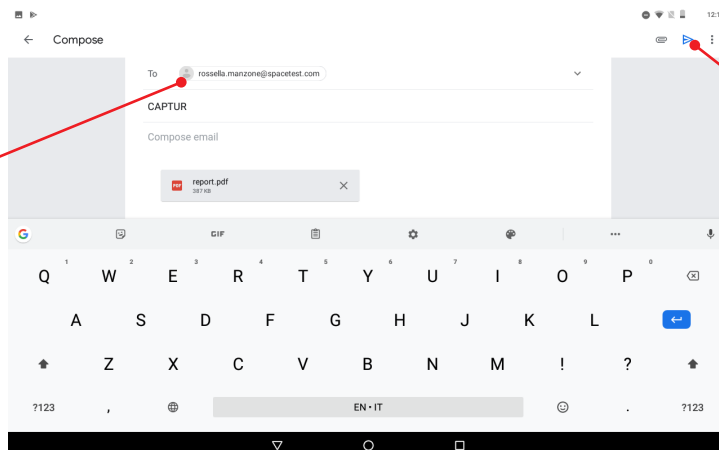 12:1
Compose
To rossella.manzone@spacetest.com
CAPTUR
Compose email
PDF report.pdf
387 KB
G GIF
Q 1 W 2 E 3 R 4 T 5 Y 6 U 7 I 8 O 9 P 0
A S D F G H J K L
Z X C V B N M ! ?
?123 , EN • IT . ?123